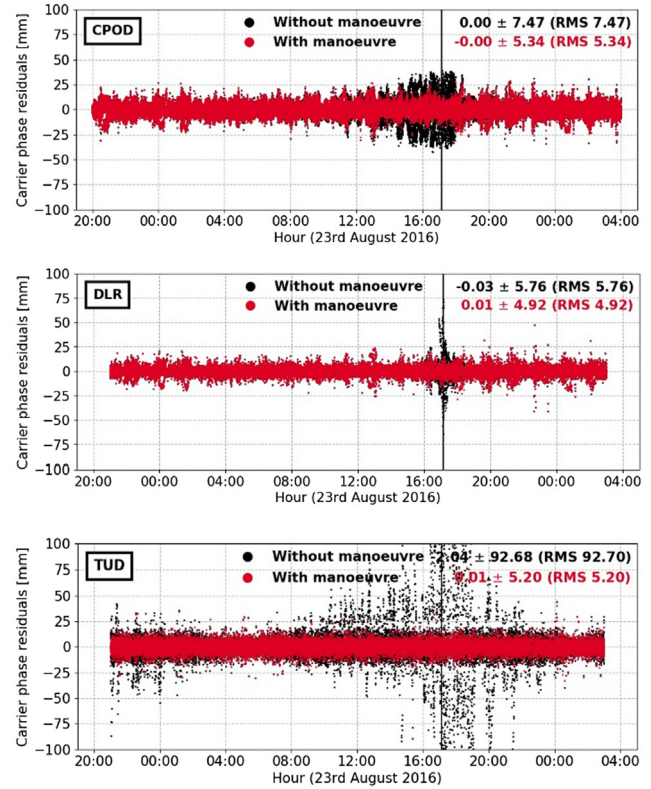 CPOD
Without manoeuvre 0.00 ± 7.47 (RMS 7.47)
With manoeuvre -0.00 ± 5.34 (RMS 5.34)
Carrier phase residuals [mm]
100
75
50
25
0
−25
−50
−75
−100
20:00 00:00 04:00 08:00 12:00 16:00 20:00 00:00 04:00
Hour (23rd August 2016)
DLR
Without manoeuvre -0.03 ± 5.76 (RMS 5.76)
With manoeuvre 0.01 ± 4.92 (RMS 4.92)
Carrier phase residuals [mm]
100
75
50
25
0
−25
−50
−75
−100
20:00 00:00 04:00 08:00 12:00 16:00 20:00 00:00 04:00
Hour (23rd August 2016)
TUD
Without manoeuvre 2.04 ± 92.68 (RMS 92.70)
With manoeuvre 0.01 ± 5.20 (RMS 5.20)
Carrier phase residuals [mm]
100
75
50
25
0
−25
−50
−75
−100
20:00 00:00 04:00 08:00 12:00 16:00 20:00 00:00 04:00
Hour (23rd August 2016)